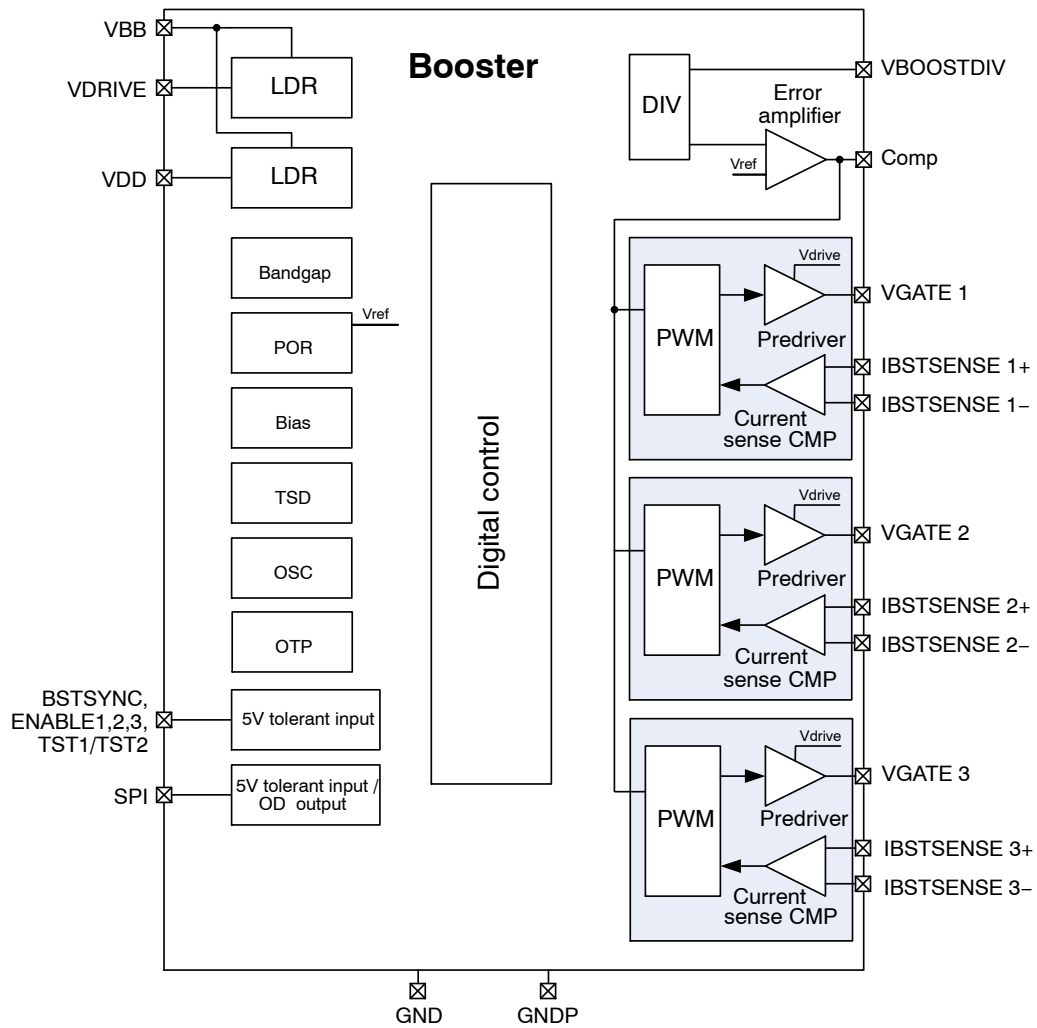 Booster
VBB
VDRIVE
VDD
LDR
LDR
Bandgap
POR
Vref
Bias
TSD
OSC
OTP
BSTSYNC,
ENABLE1,2,3,
TST1/TST2
5V tolerant input
SPI
5V tolerant input /
OD output
Digital control
DIV
Error
amplifier
Vref
VBOOSTDIV
Comp
PWM
Vdrive
Predriver
Current
sense CMP
VGATE 1
IBSTSENSE 1+
IBSTSENSE 1−
PWM
Vdrive
Predriver
Current
sense CMP
VGATE 2
IBSTSENSE 2+
IBSTSENSE 2−
PWM
Vdrive
Predriver
Current
sense CMP
VGATE 3
IBSTSENSE 3+
IBSTSENSE 3−
GND
GNDP